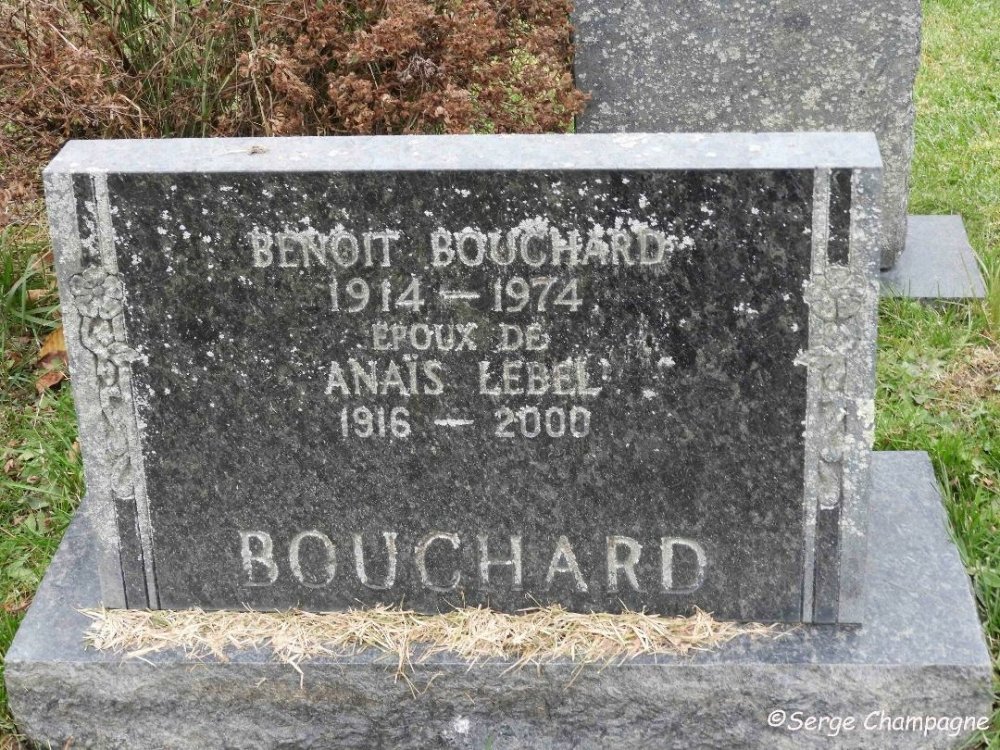 BENOIT BOUCHARD
1914 — 1974
EPOUX DE
ANAÏS LEBEL
1916 — 2000
BOUCHARD
©Serge Champagne